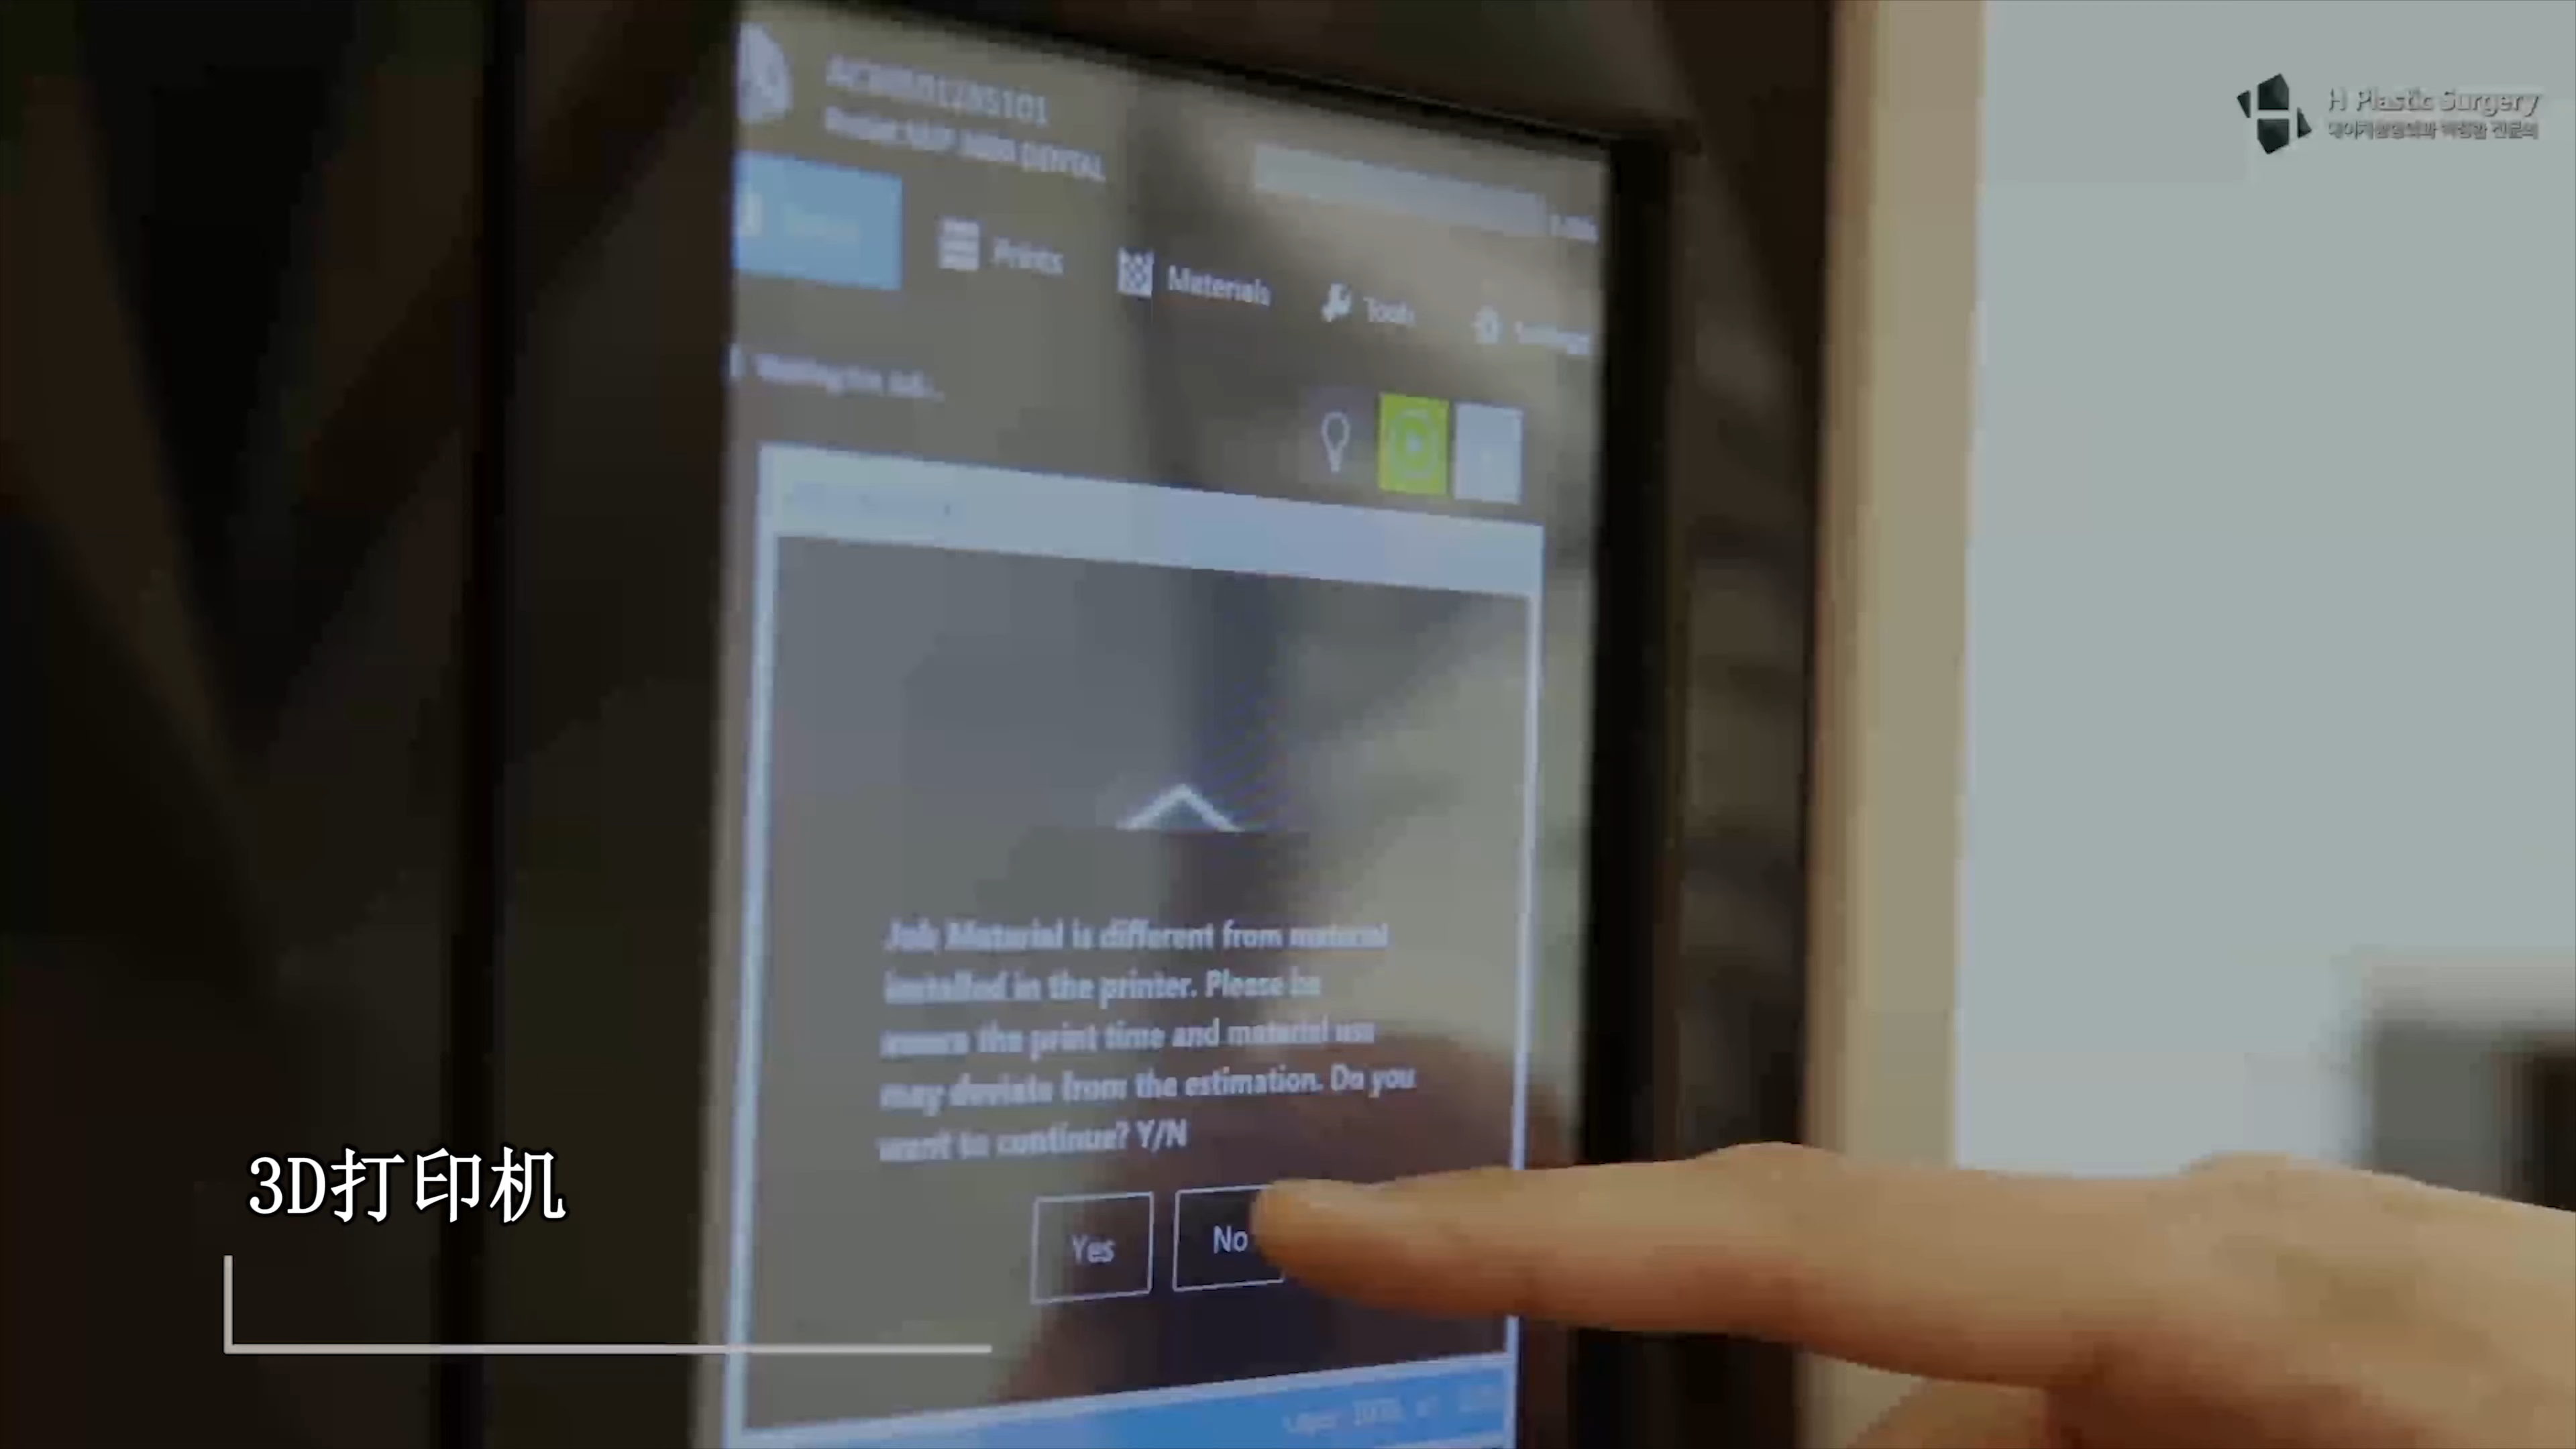 H Plastic Surgery
DENTAL
Prints
Materials
Tools
Settings
Job Material is different from material
installed in the printer. Please be
aware the print time and material use
may deviate from the estimation. Do you
want to continue? Y/N
Yes
No
3D打印机